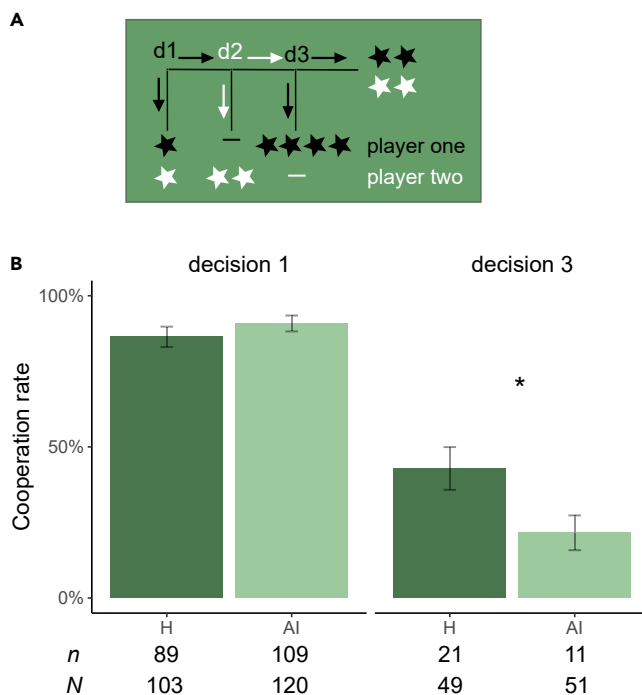 A
d1 d2 d3
player one
player two
B
decision 1 decision 3
100%
50%
0%
Cooperation rate
*
H AI H AI
n 89 109 21 11
N 103 120 49 51